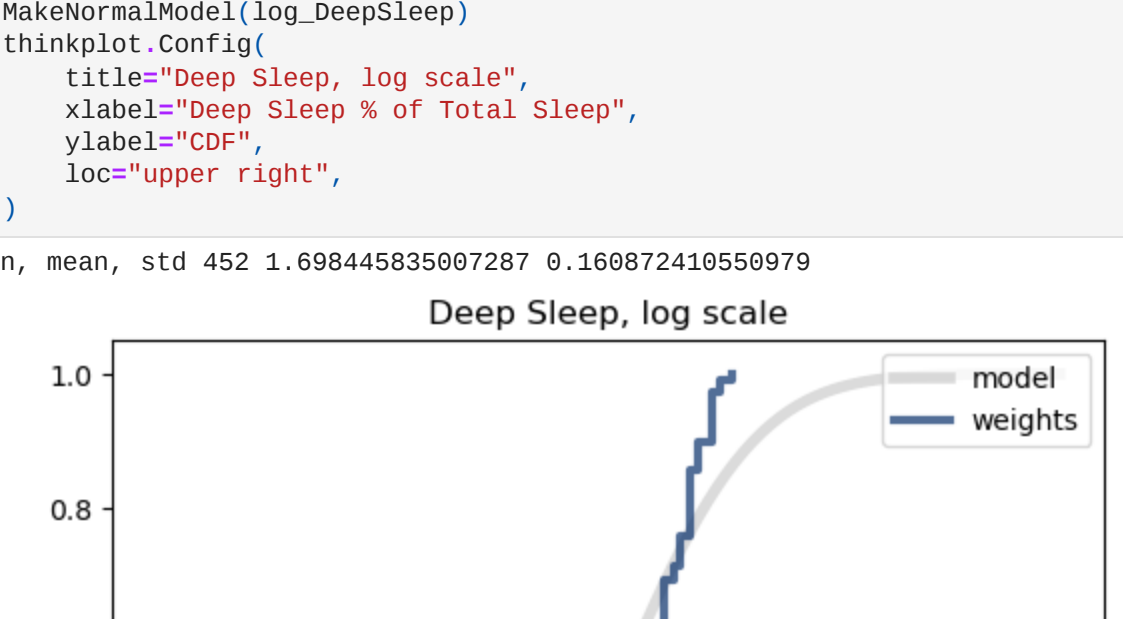 MakeNormalModel(log_DeepSleep)
thinkplot.Config(
    title="Deep Sleep, log scale",
    xlabel="Deep Sleep % of Total Sleep",
    ylabel="CDF",
    loc="upper right",
)
n, mean, std 452 1.698445835007287 0.160872410550979
Deep Sleep, log scale
1.0
model
weights
0.8